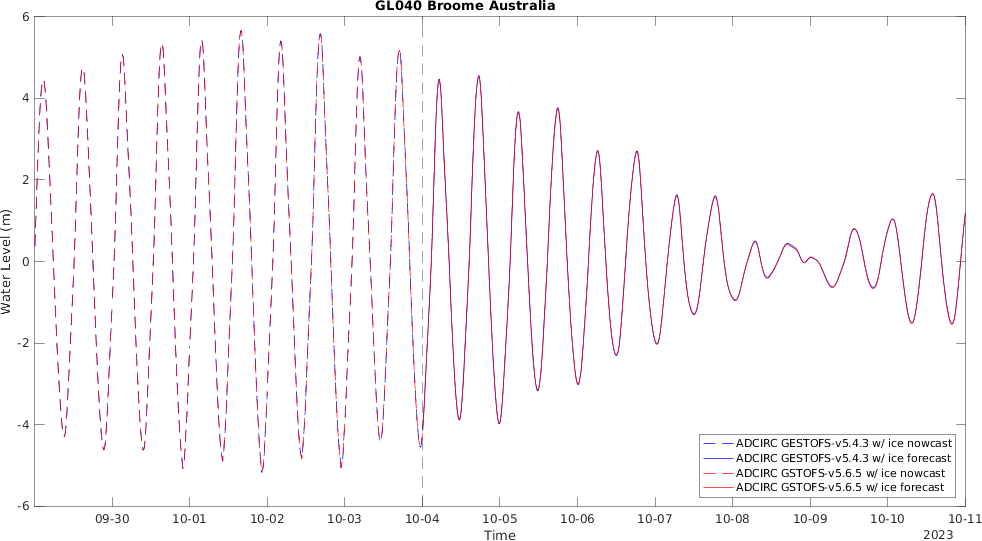 GL040 Broome Australia
6
4
2
0
-2
-4
-6
Water Level (m)
09-30 10-01 10-02 10-03 10-04 10-05 10-06 10-07 10-08 10-09 10-10 10-11
Time
2023
ADCIRC GESTOFS-v5.4.3 w/ ice nowcast
ADCIRC GESTOFS-v5.4.3 w/ ice forecast
ADCIRC GSTOFS-v5.6.5 w/ ice nowcast
ADCIRC GSTOFS-v5.6.5 w/ ice forecast